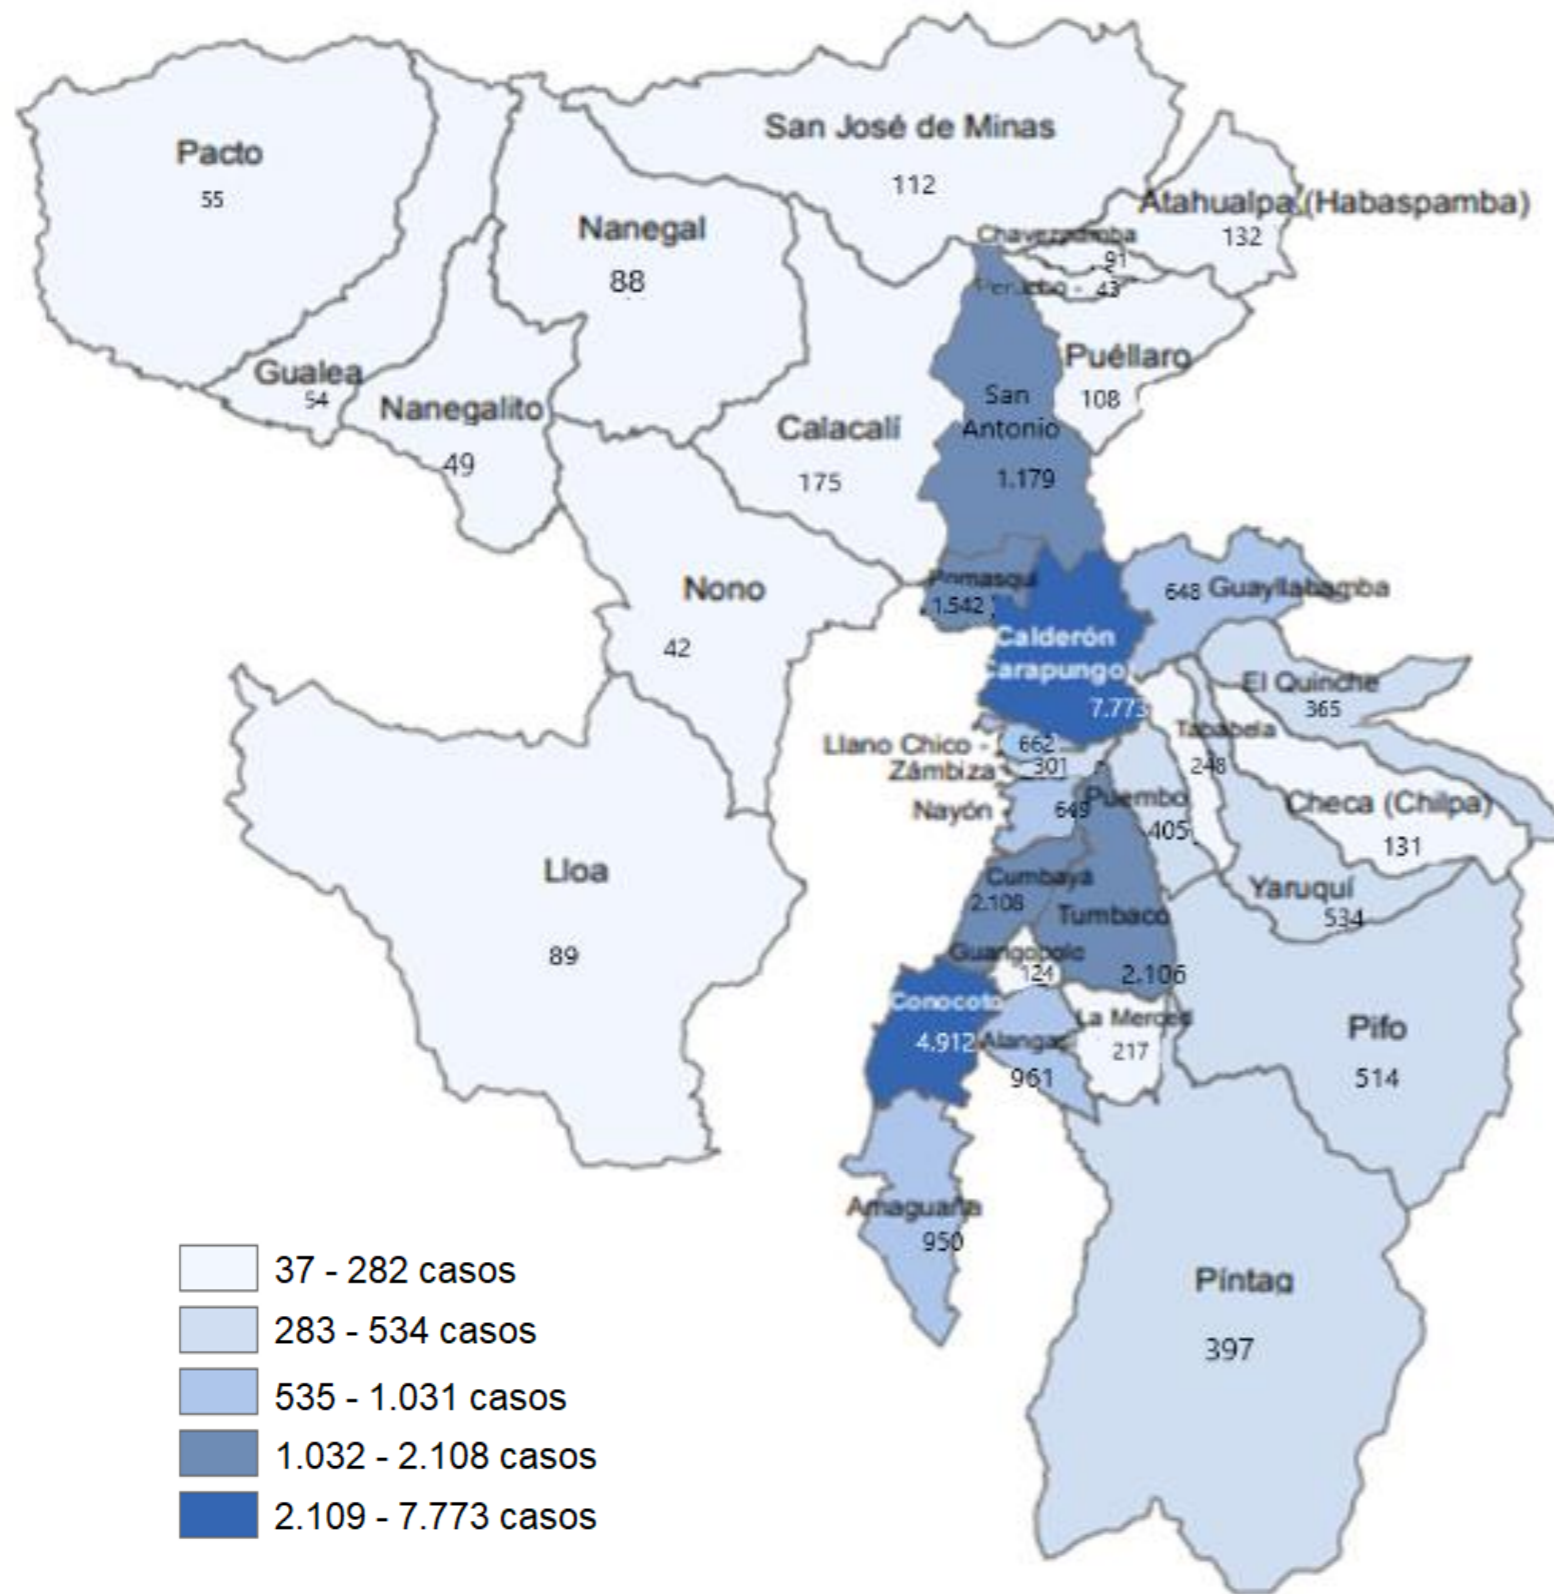 San José de Minas
112
Pacto
55
Atahualpa (Habaspamba)
132
Nanegal
88
Chavezpamba
91
43
Puéllaro
108
Gualea
54
Nanegalito
49
San
Antonio
1.179
Calacalí
175
Pomasqui
1.542
648 Guayllabamba
Nono
42
Calderón
Carapungo
7.773
El Quinche
365
Tababela
248
Llano Chico -
662
Zámbiza
301
Nayón
649
Puembo
405
Checa (Chilpa)
131
Lloa
89
Cumbayá
2.108
Tumbaco
2.106
Yaruquí
534
Guangopolo
124
Conocoto
4.912
Alangas
961
La Merced
217
Pifo
514
Amaguaña
950
Píntag
397
37 - 282 casos
283 - 534 casos
535 - 1.031 casos
1.032 - 2.108 casos
2.109 - 7.773 casos